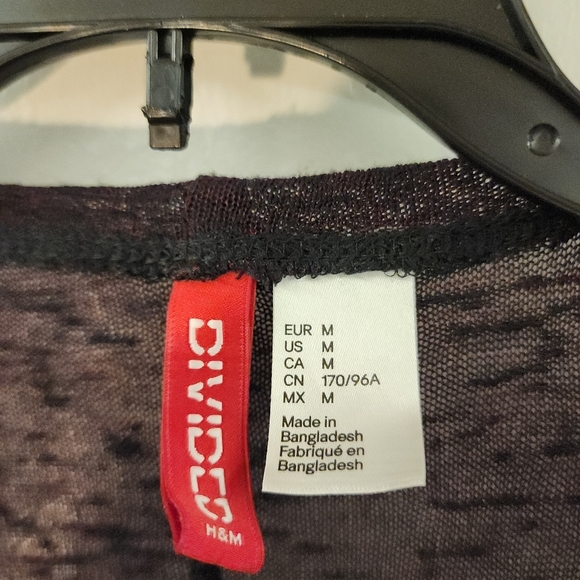 DIVIDED
H&M
EUR M
US M
CA M
CN 170/96A
MX M
Made in
Bangladesh
Fabriqué en
Bangladesh